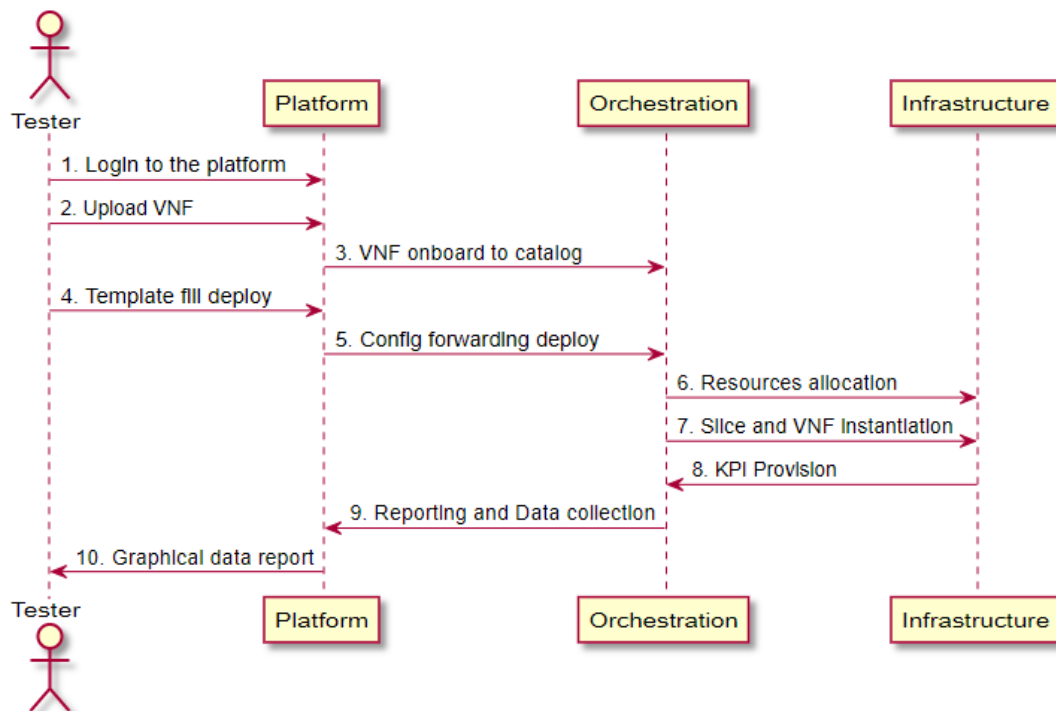 Tester
Platform
Orchestration
Infrastructure
1. Login to the platform
2. Upload VNF
3. VNF onboard to catalog
4. Template fill deploy
5. Config forwarding deploy
6. Resources allocation
7. Slice and VNF Instantiation
8. KPI Provision
9. Reporting and Data collection
10. Graphical data report
Tester
Platform
Orchestration
Infrastructure